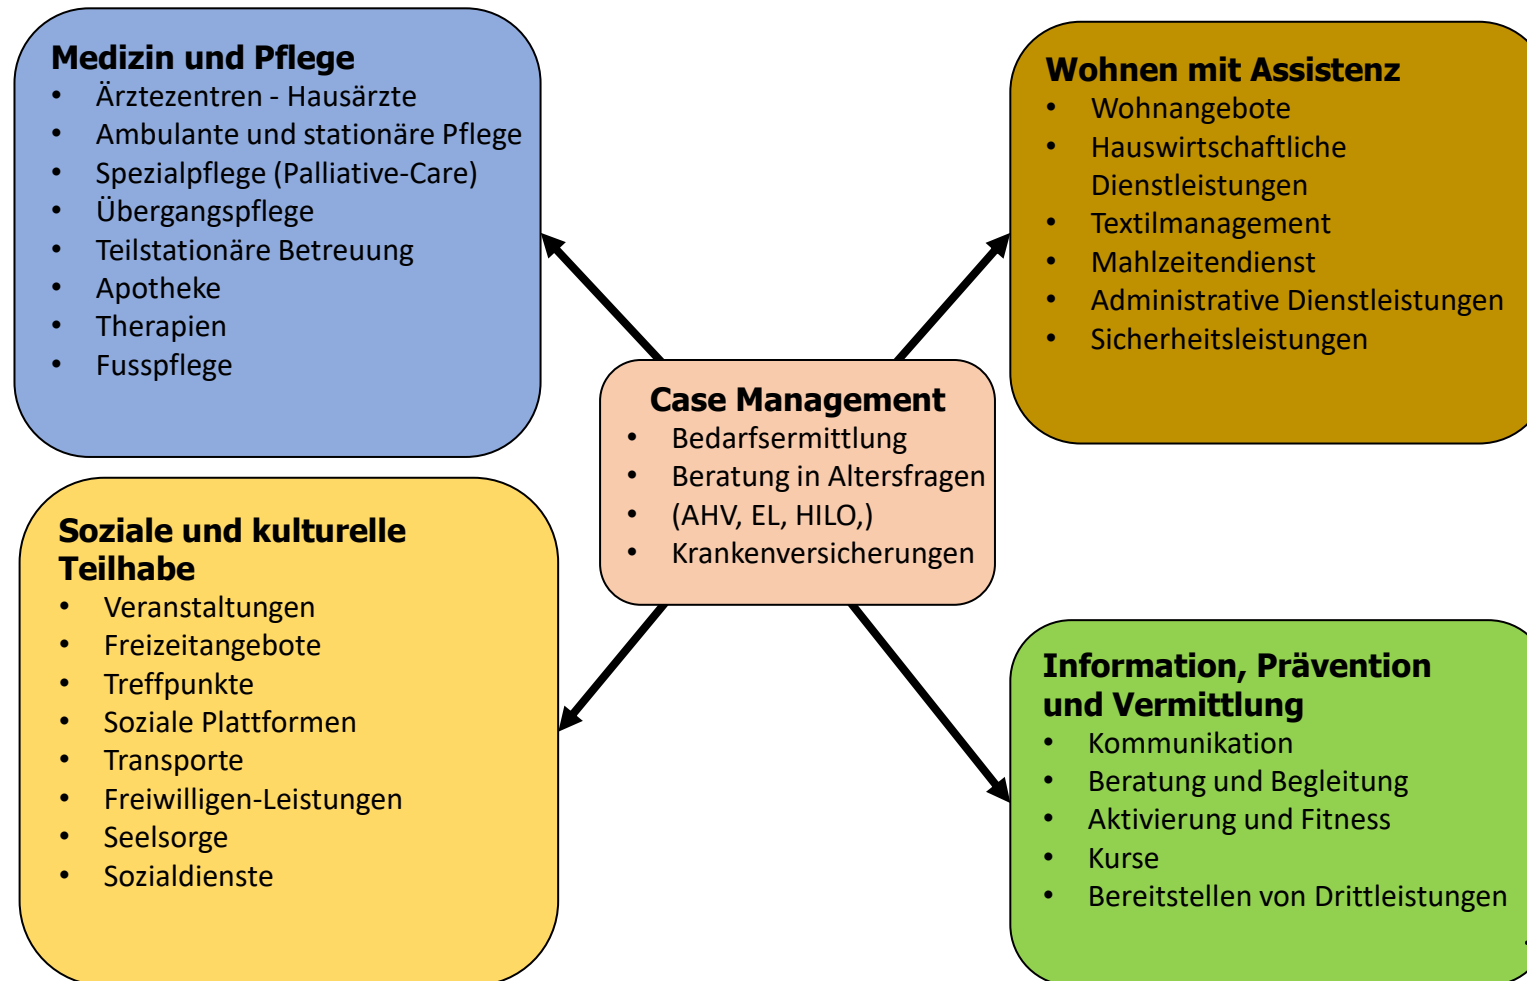 Medizin und Pflege
• Ärztezentren - Hausärzte
• Ambulante und stationäre Pflege
• Spezialpflege (Palliative-Care)
• Übergangspflege
• Teilstationäre Betreuung
• Apotheke
• Therapien
• Fusspflege
Wohnen mit Assistenz
• Wohnangebote
• Hauswirtschaftliche
Dienstleistungen
• Textilmanagement
• Mahlzeitendienst
• Administrative Dienstleistungen
• Sicherheitsleistungen
Case Management
• Bedarfsermittlung
• Beratung in Altersfragen
• (AHV, EL, HILO,)
• Krankenversicherungen
Soziale und kulturelle
Teilhabe
• Veranstaltungen
• Freizeitangebote
• Treffpunkte
• Soziale Plattformen
• Transporte
• Freiwilligen-Leistungen
• Seelsorge
• Sozialdienste
Information, Prävention
und Vermittlung
• Kommunikation
• Beratung und Begleitung
• Aktivierung und Fitness
• Kurse
• Bereitstellen von Drittleistungen